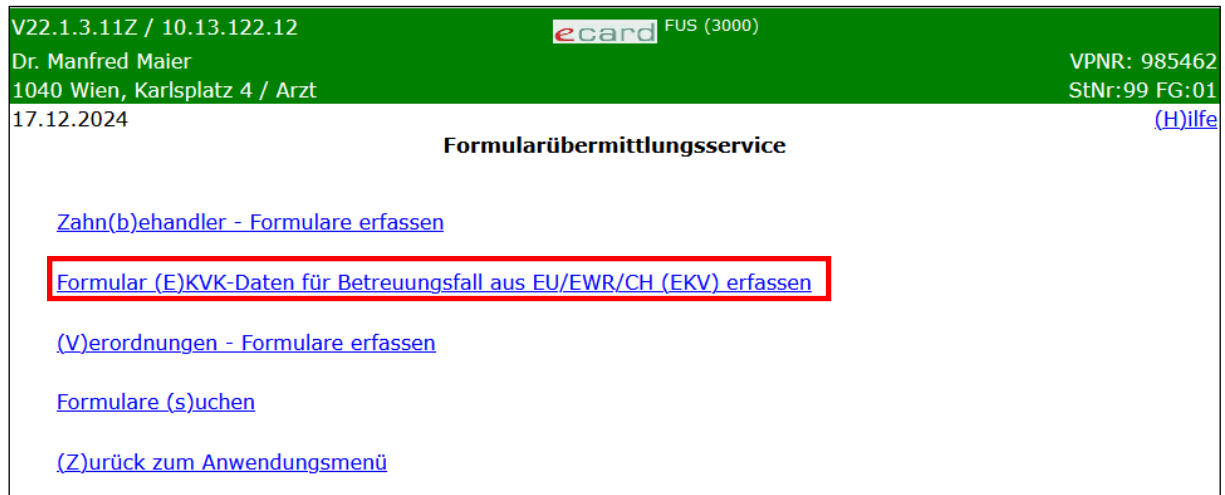 V22.1.3.11Z / 10.13.122.12 ecard FUS (3000)
Dr. Manfred Maier VPNR: 985462
1040 Wien, Karlsplatz 4 / Arzt StNr:99 FG:01
17.12.2024 (H)ilfe
Formularübermittlungsservice
Zahn(b)ehandler - Formulare erfassen
Formular (E)KVK-Daten für Betreuungsfall aus EU/EWR/CH (EKV) erfassen
(V)erordnungen - Formulare erfassen
Formulare (s)uchen
(Z)urück zum Anwendungsmenü